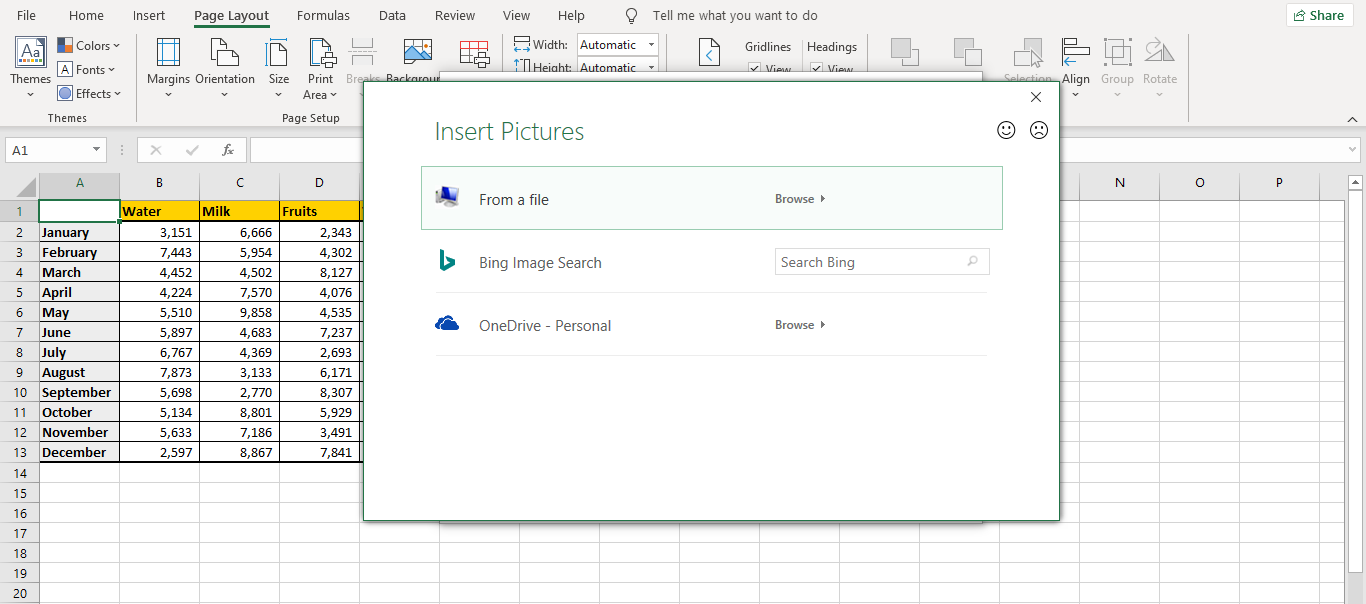 File Home Insert Page Layout Formulas Data Review View Help Tell me what you want to do Share
Aa Colors Width: Automatic Gridlines Headings
A Fonts Height: Automatic View View
Themes Margins Orientation Size Print Breaks Background Selection Align Group Rotate
Effects Area
Themes Page Setup
A1 fx
Insert Pictures
From a file Browse
Bing Image Search Search Bing
OneDrive - Personal Browse
A B C D N O P
1 Water Milk Fruits
2 January 3,151 6,666 2,343
3 February 7,443 5,954 4,302
4 March 4,452 4,502 8,127
5 April 4,224 7,570 4,076
6 May 5,510 9,858 4,535
7 June 5,897 4,683 7,237
8 July 6,767 4,369 2,693
9 August 7,873 3,133 6,171
10 September 5,698 2,770 8,307
11 October 5,134 8,801 5,929
12 November 5,633 7,186 3,491
13 December 2,597 8,867 7,841
14
15
16
17
18
19
20